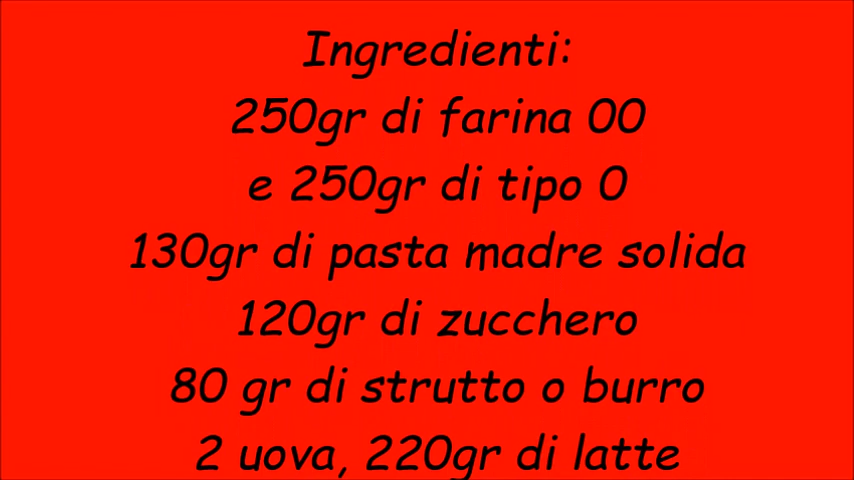 Ingredienti:
250gr di farina 00
e 250gr di tipo 0
130gr di pasta madre solida
120gr di zucchero
80 gr di strutto o burro
2 uova, 220gr di latte